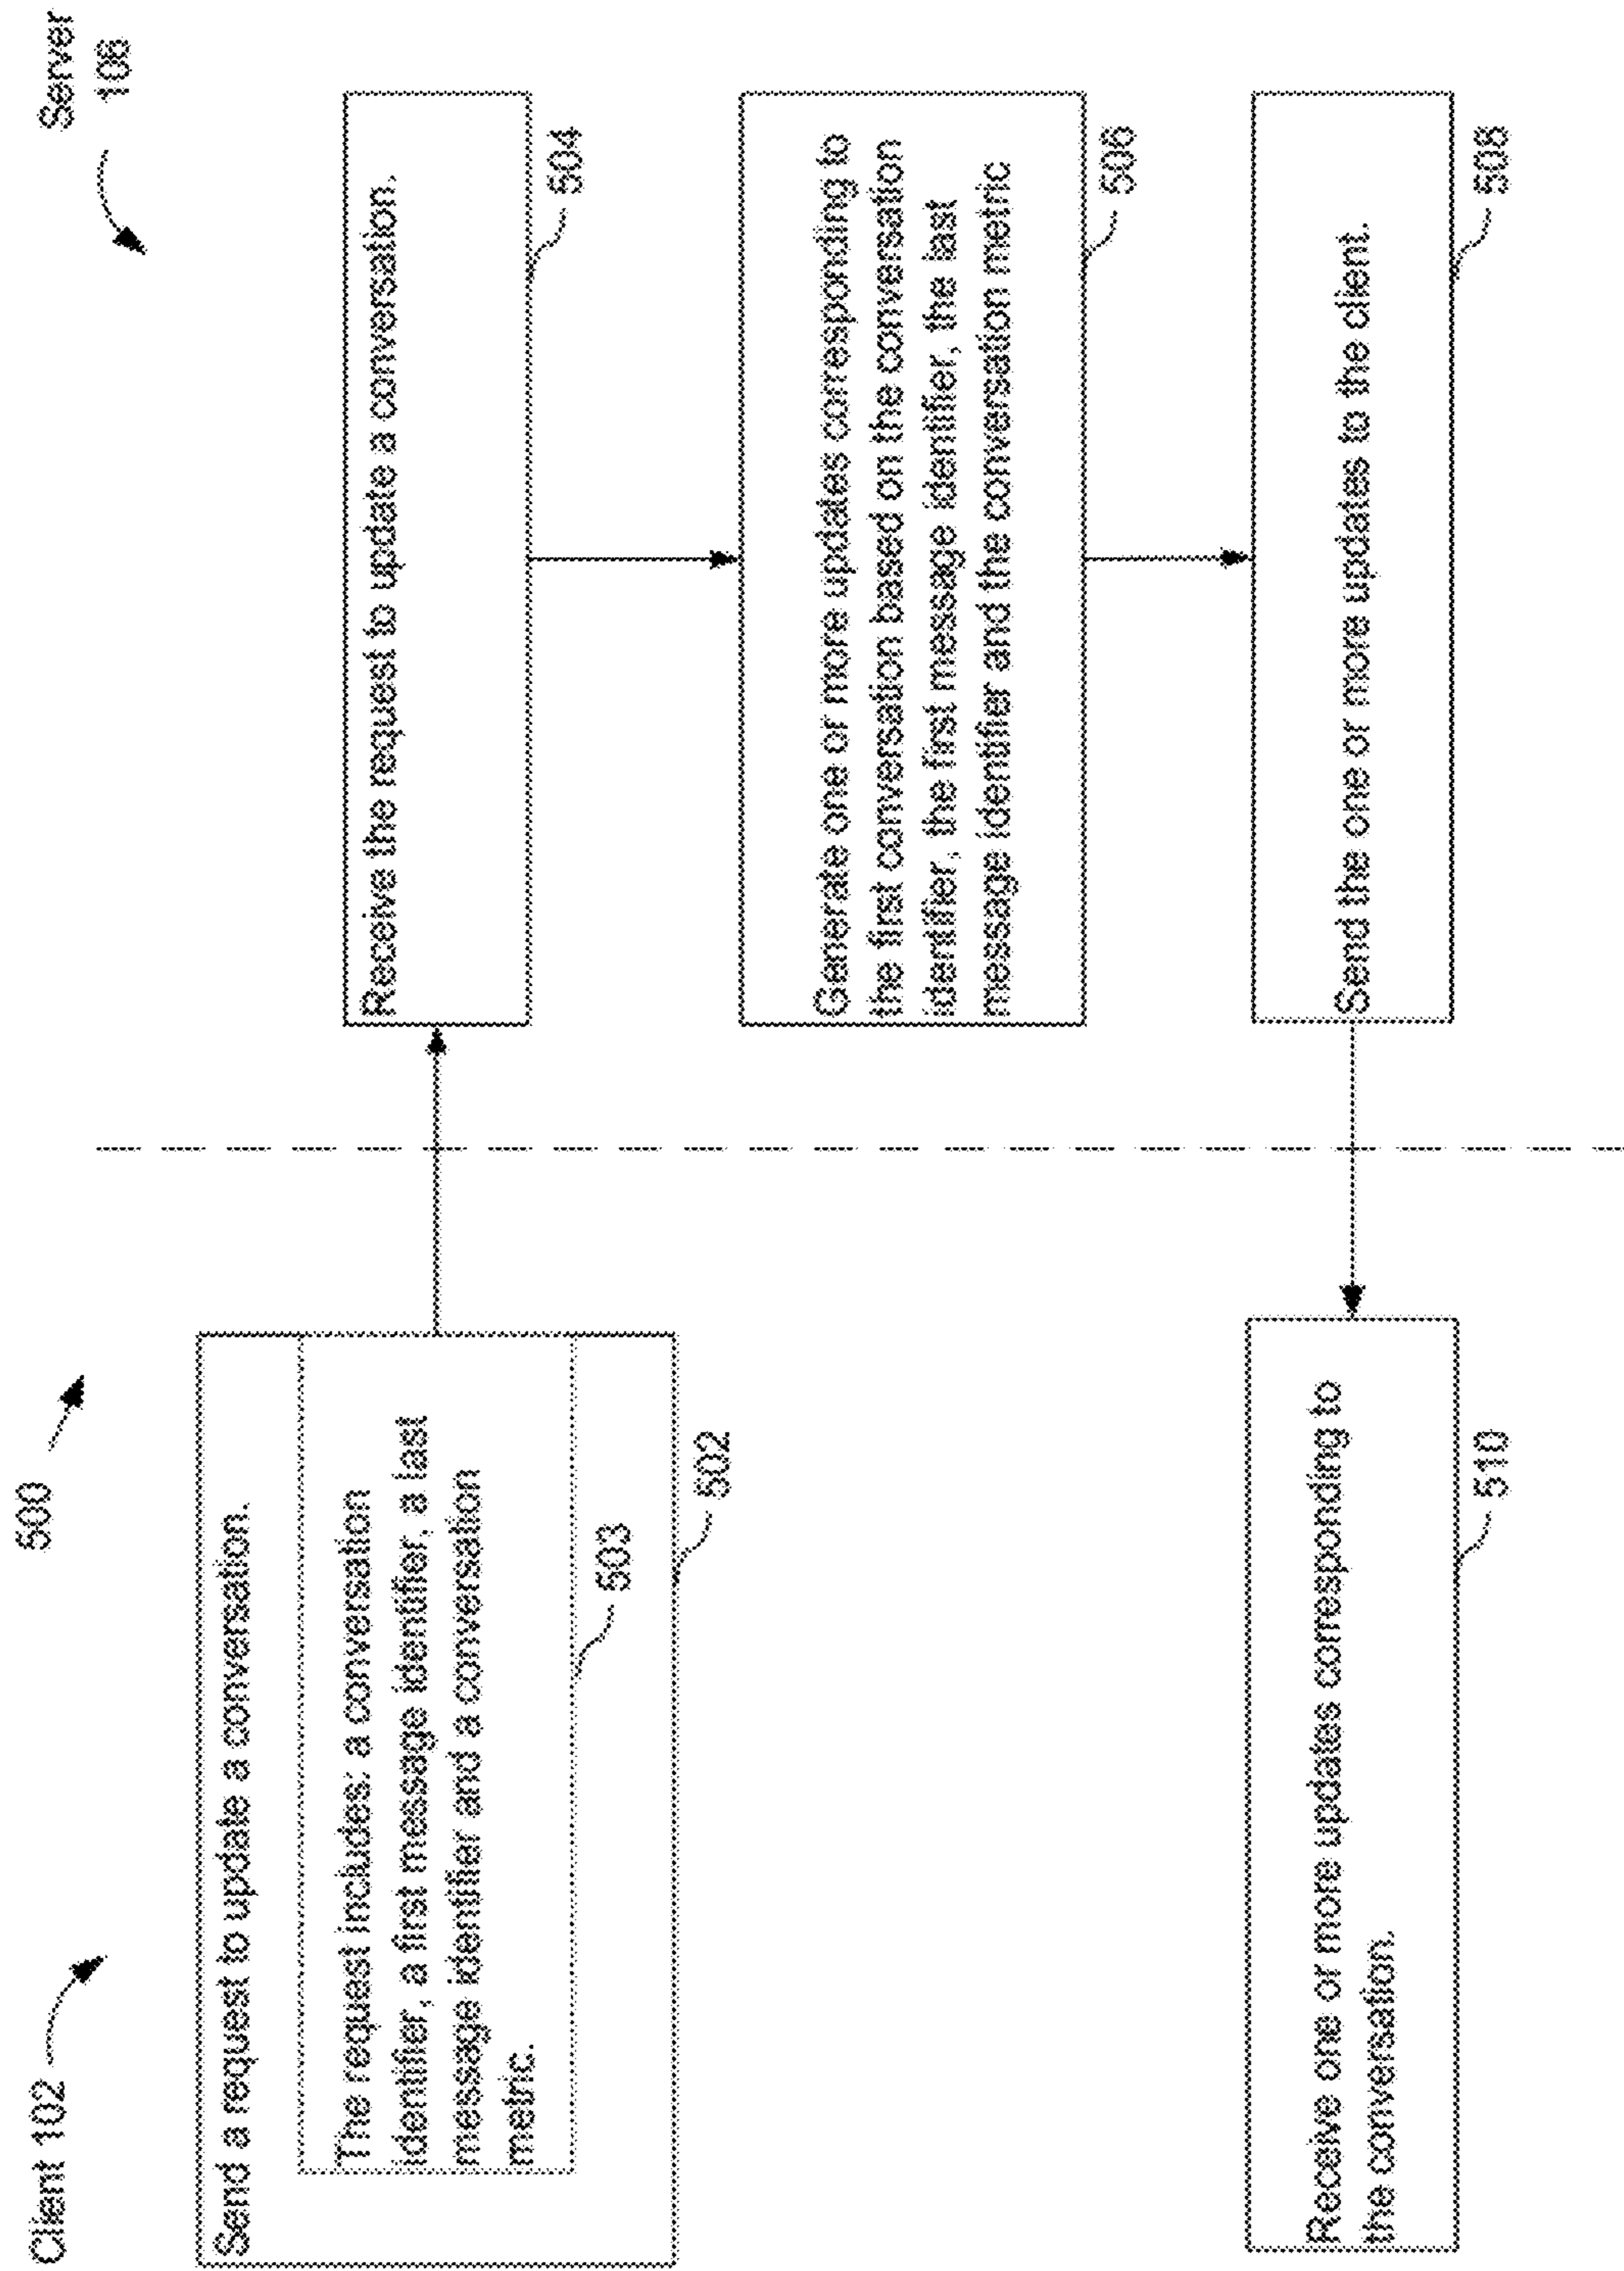 500
Client 102
Server
106
Send a request to update a conversation.
The request includes: a conversation
identifier, a first message identifier, a last
message identifier and a conversation
metric.
503
502
Receive the request to update a conversation.
504
Generate one or more updates corresponding to
the first conversation based on the conversation
identifier, the first message identifier, the last
message identifier and the conversation metric
506
Send the one or more updates to the client.
508
Receive one or more updates corresponding to
the conversation.
510